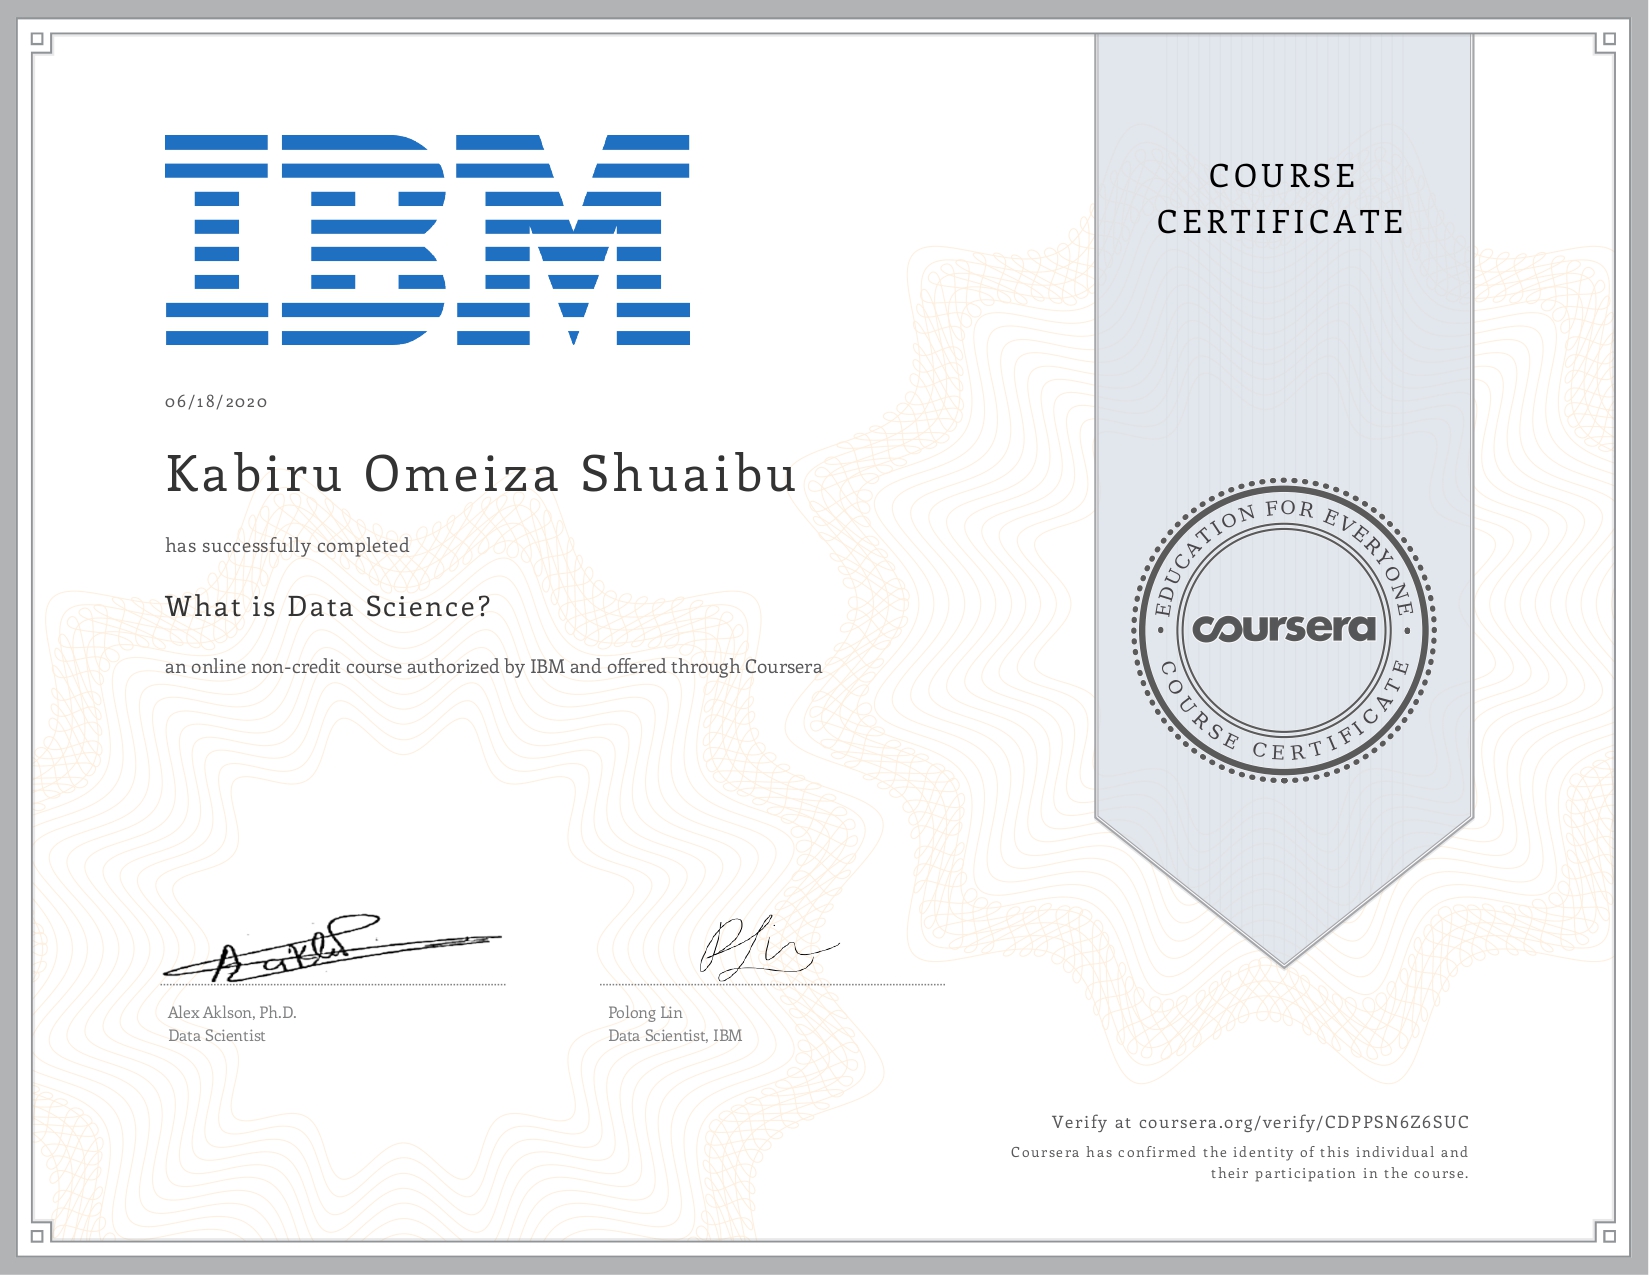 IBM
COURSE
CERTIFICATE
06/18/2020
Kabiru Omeiza Shuaibu
has successfully completed
What is Data Science?
an online non-credit course authorized by IBM and offered through Coursera
EDUCATION FOR EVERYONE
coursera
COURSE CERTIFICATE
Alex Aklson, Ph.D.
Data Scientist
PLin
Polong Lin
Data Scientist, IBM
Verify at coursera.org/verify/CDPPSN6Z6SUC
Coursera has confirmed the identity of this individual and
their participation in the course.